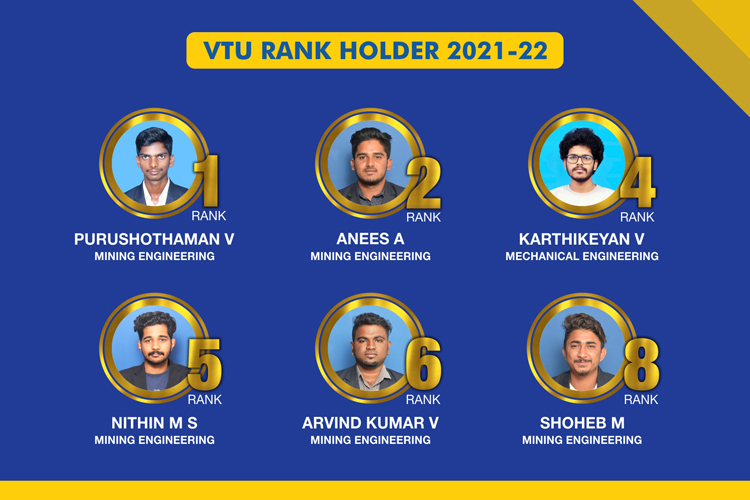 VTU RANK HOLDER 2021-22
1
RANK
PURUSHOTHAMAN V
MINING ENGINEERING
2
RANK
ANEES A
MINING ENGINEERING
4
RANK
KARTHIKEYAN V
MECHANICAL ENGINEERING
5
RANK
NITHIN M S
MINING ENGINEERING
6
RANK
ARVIND KUMAR V
MINING ENGINEERING
8
RANK
SHOHEB M
MINING ENGINEERING